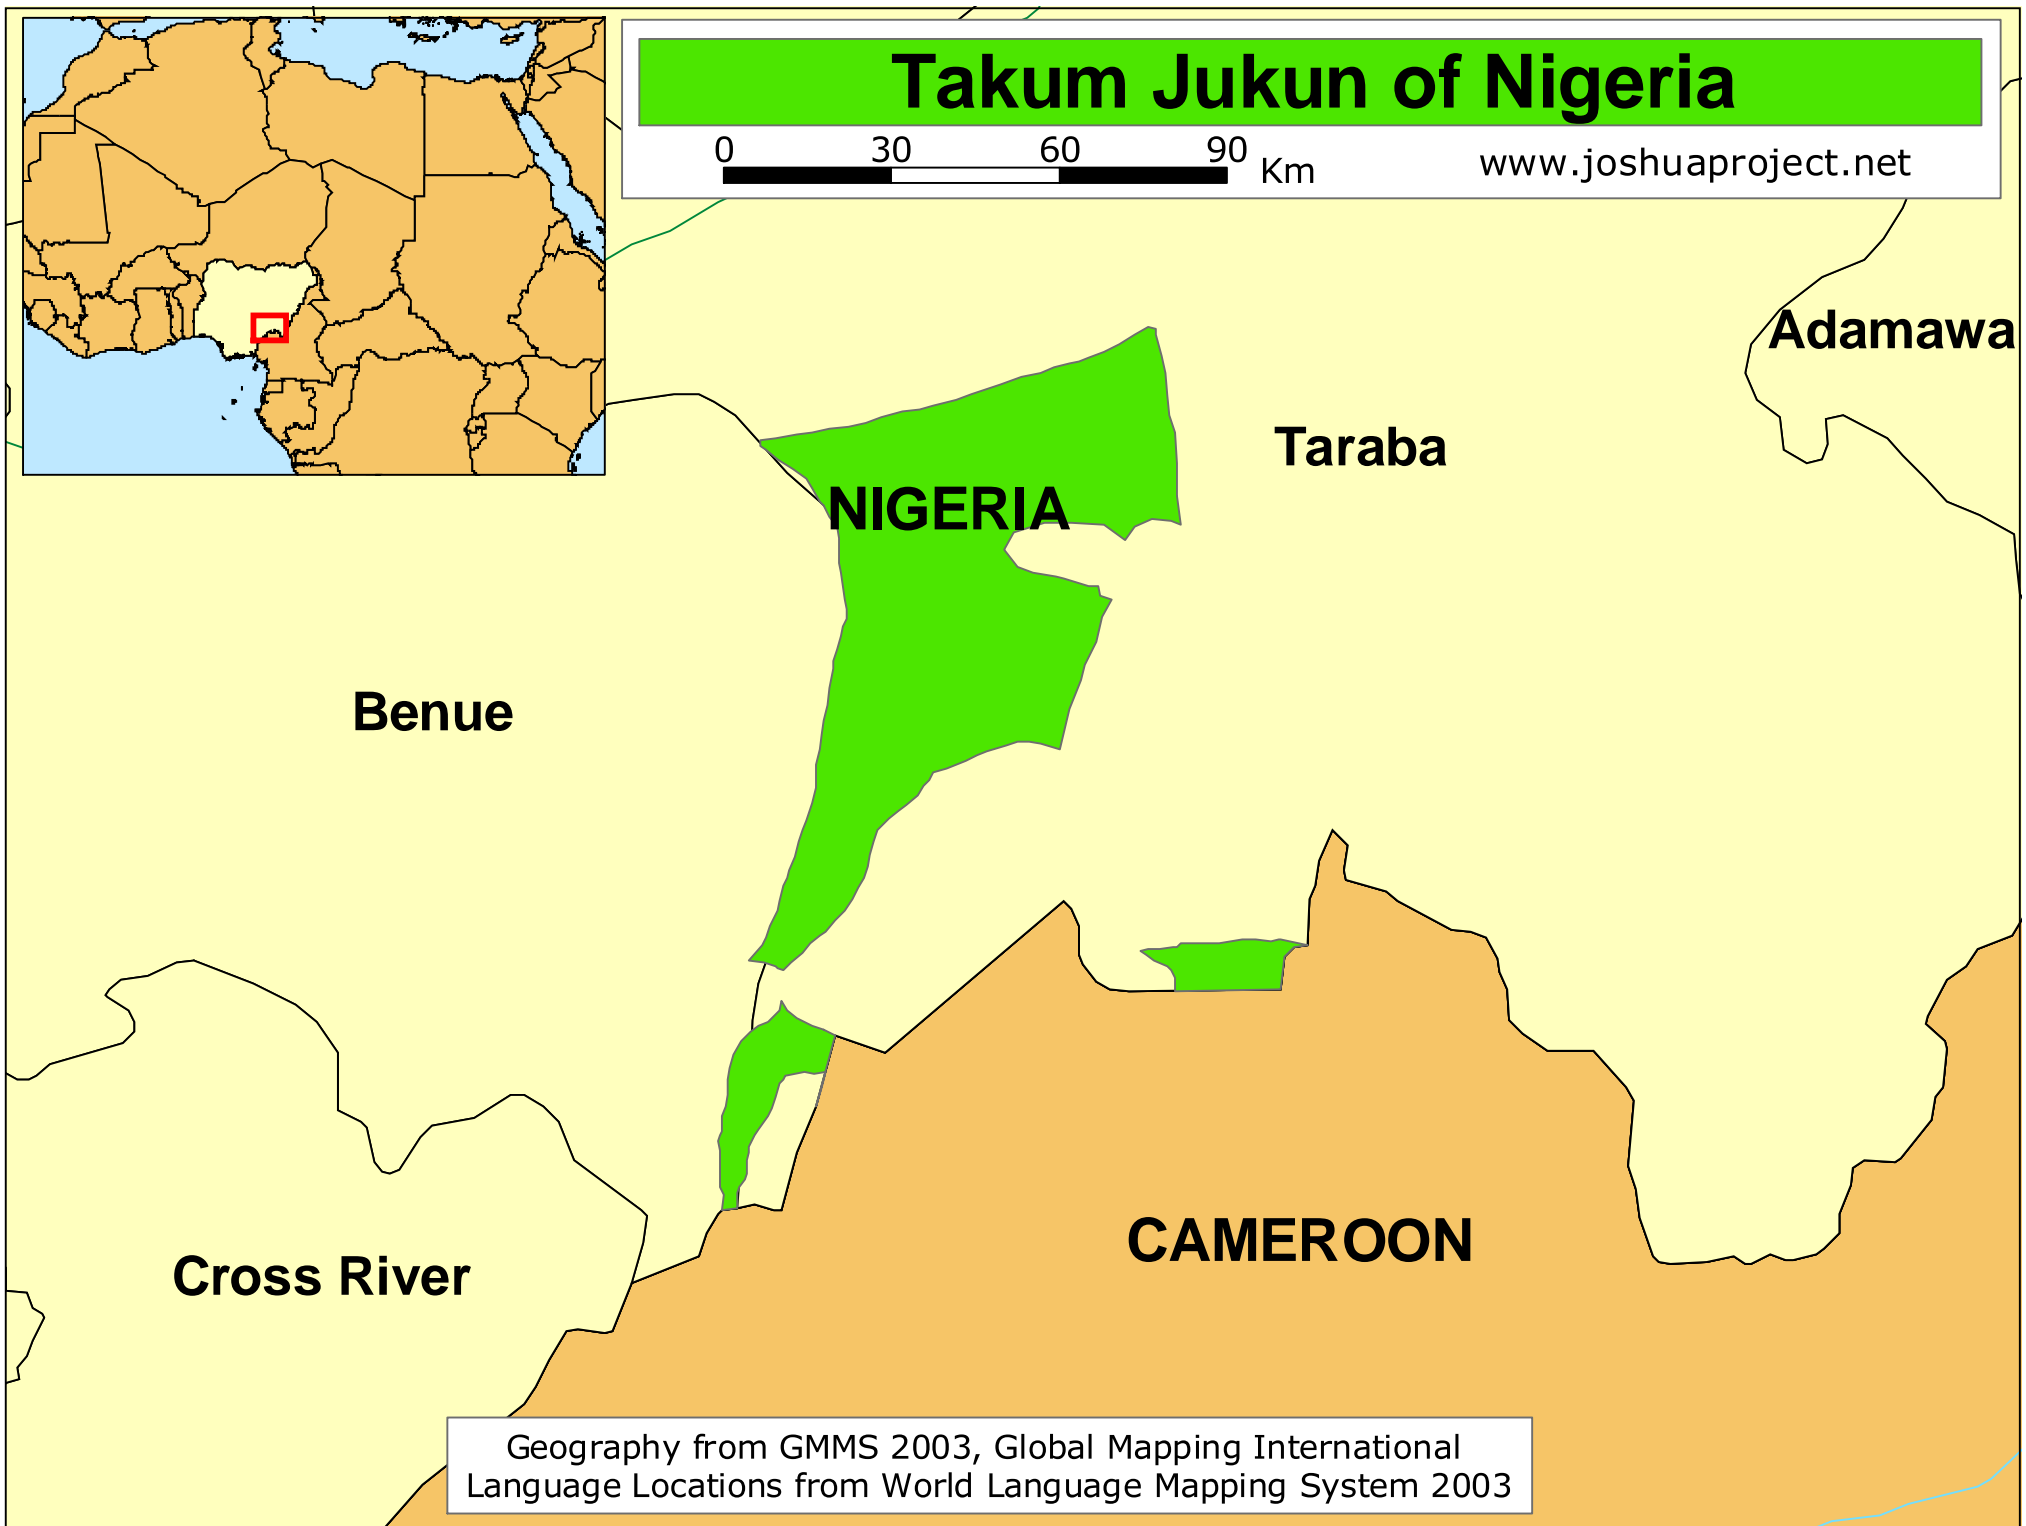 Takum Jukun of Nigeria
0 30 60 90 Km
www.joshuaproject.net
Adamawa
Taraba
NIGERIA
Benue
CAMEROON
Cross River
Geography from GMMS 2003, Global Mapping International
Language Locations from World Language Mapping System 2003